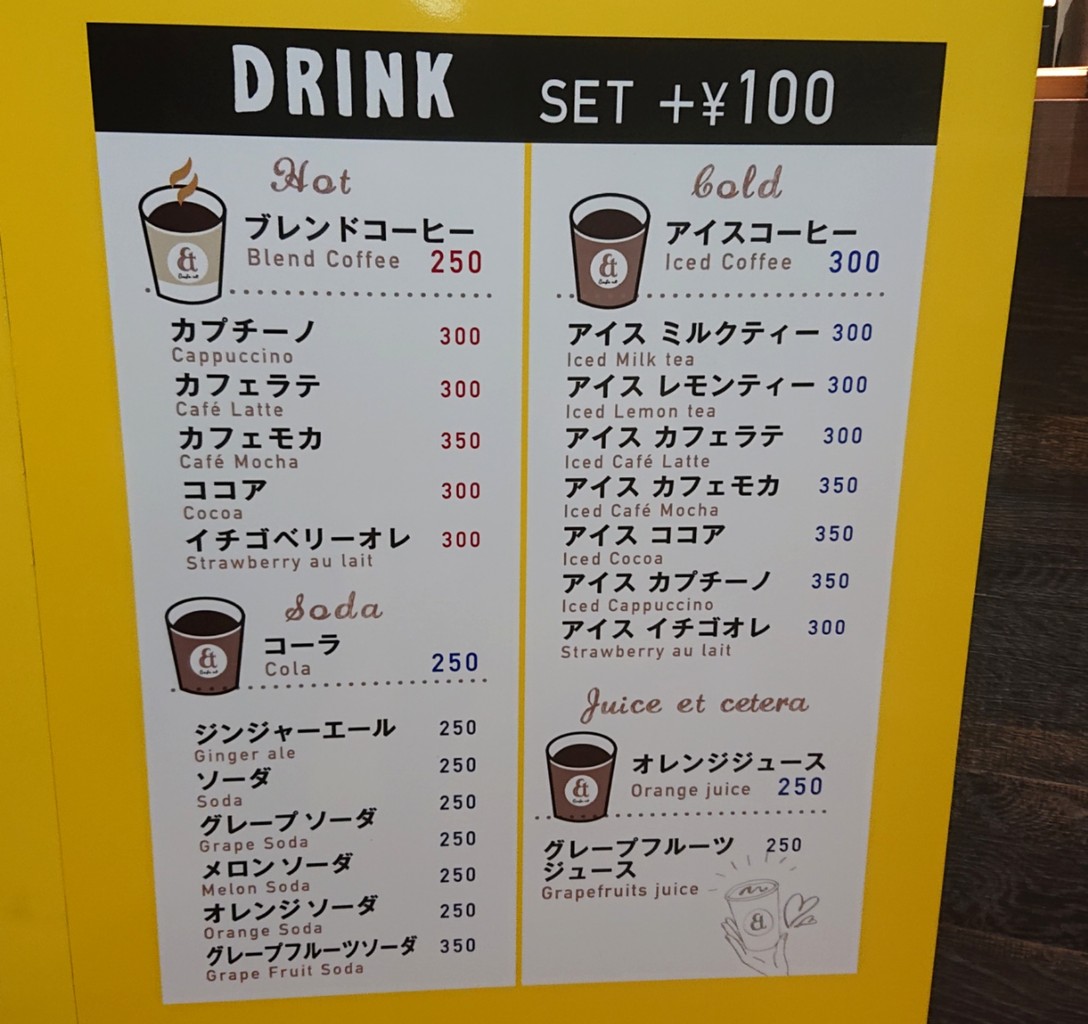 DRINK SET +¥100
Hot
ブレンドコーヒー
Blend Coffee 250
カプチーノ 300
Cappuccino
カフェラテ 300
Café Latte
カフェモカ 350
Café Mocha
ココア 300
Cocoa
イチゴベリーオレ 300
Strawberry au lait
Soda
コーラ
Cola 250
ジンジャーエール 250
Ginger ale
ソーダ 250
Soda
グレープ ソーダ 250
Grape Soda
メロン ソーダ 250
Melon Soda
250
オレンジ ソーダ 250
Orange Soda
グレープフルーツソーダ 350
Grape Fruit Soda
Cold
アイスコーヒー
Iced Coffee 300
アイス ミルクティー 300
Iced Milk tea
アイス レモンティー 300
Iced Lemon tea
アイス カフェラテ 300
Iced Café Latte
アイス カフェモカ 350
Iced Café Mocha
アイス ココア 350
Iced Cocoa
アイス カプチーノ 350
Iced Cappuccino
アイス イチゴオレ 300
Strawberry au lait
Juice et cetera
オレンジジュース
Orange juice 250
グレープフルーツ 250
ジュース
Grapefruits juice